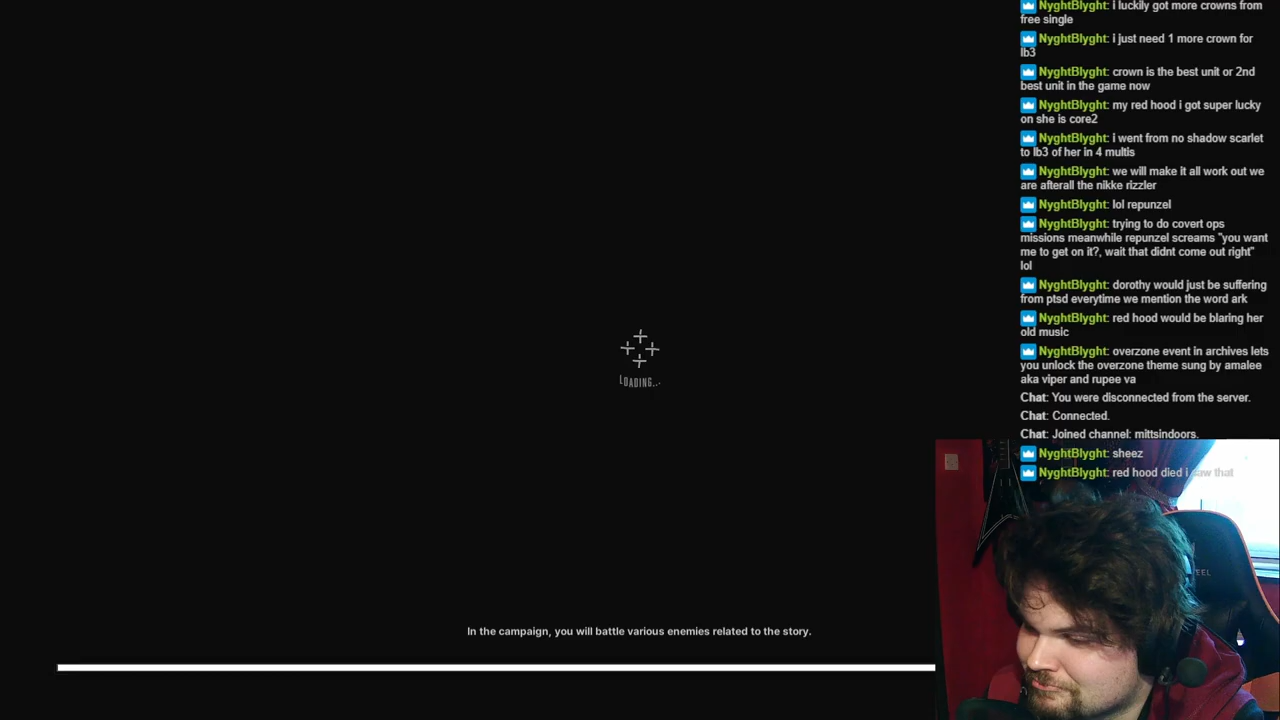 NyghtBlyght: i luckily got more crowns from
free single
NyghtBlyght: i just need 1 more crown for
lb3
NyghtBlyght: crown is the best unit or 2nd
best unit in the game now
NyghtBlyght: my red hood i got super lucky
on she is core2
NyghtBlyght: i went from no shadow scarlet
to lb3 of her in 4 multis
NyghtBlyght: we will make it all work out we
are afterall the nikke rizzler
NyghtBlyght: lol repunzel
NyghtBlyght: trying to do covert ops
missions meanwhile repunzel screams "you want
me to get on it?, wait that didnt come out right"
lol
NyghtBlyght: dorothy would just be suffering
from ptsd everytime we mention the word ark
NyghtBlyght: red hood would be blaring her
old music
NyghtBlyght: overzone event in archives lets
you unlock the overzone theme sung by amalee
aka viper and rupee va
Chat: You were disconnected from the server.
Chat: Connected.
Chat: Joined channel: mittsindoors.
NyghtBlyght: sheez
NyghtBlyght: red hood died i saw that
LOADING...
In the campaign, you will battle various enemies related to the story.